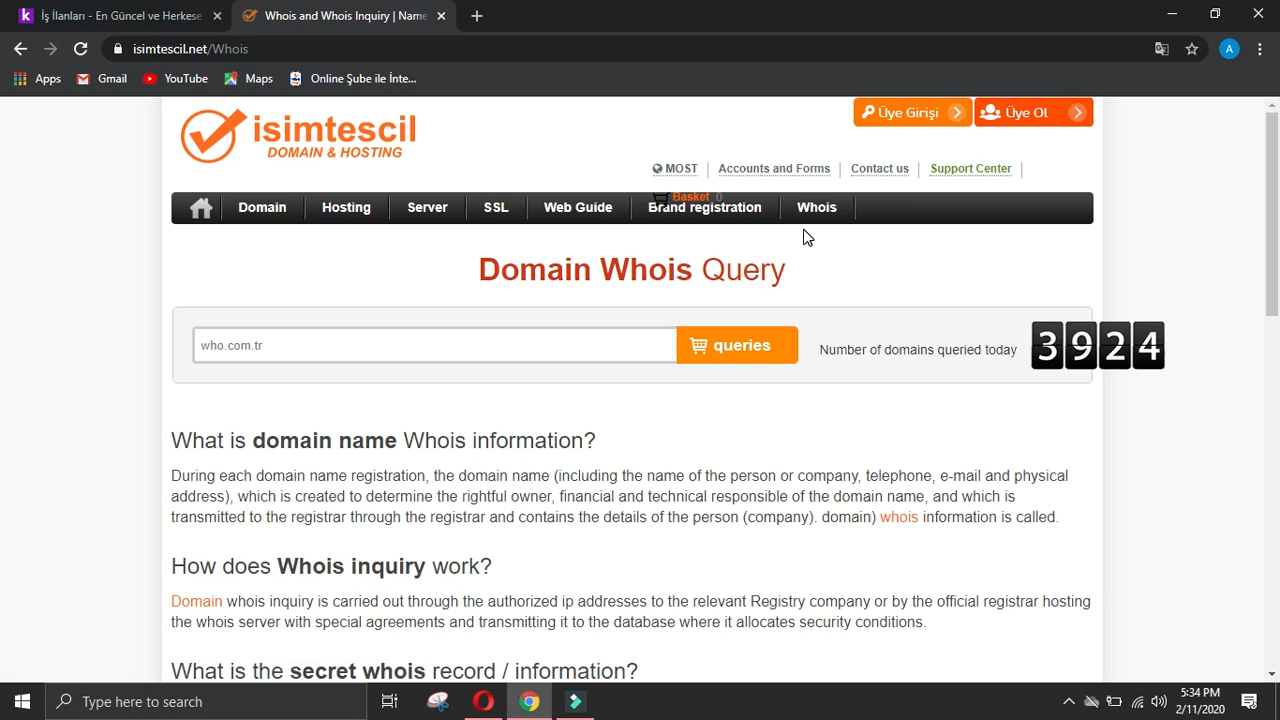 İş İlanları - En Güncel ve Herkese
Whois and Whois Inquiry | Name
isimtescil.net/Whois
A
Apps
Gmail
YouTube
Maps
Online Şube ile İnte...
isimtescil
DOMAIN & HOSTING
Üye Girişi
Üye Ol
MOST
Accounts and Forms
Contact us
Support Center
Basket 0
Domain
Hosting
Server
SSL
Web Guide
Brand registration
Whois
Domain Whois Query
who.com.tr
queries
Number of domains queried today
3924
What is domain name Whois information?
During each domain name registration, the domain name (including the name of the person or company, telephone, e-mail and physical
address), which is created to determine the rightful owner, financial and technical responsible of the domain name, and which is
transmitted to the registrar through the registrar and contains the details of the person (company). domain) whois information is called.
How does Whois inquiry work?
Domain whois inquiry is carried out through the authorized ip addresses to the relevant Registry company or by the official registrar hosting
the whois server with special agreements and transmitting it to the database where it allocates security conditions.
What is the secret whois record / information?
Type here to search
5:34 PM
2/11/2020